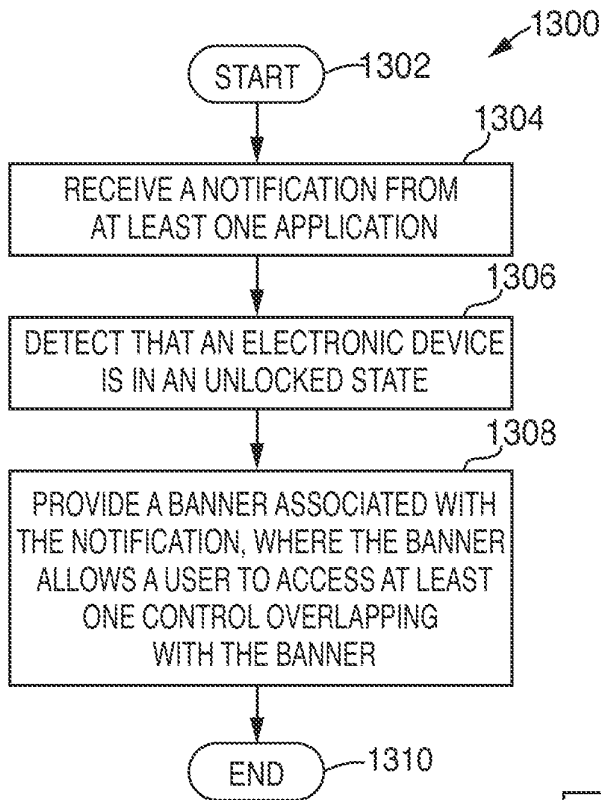 1300
START
1302
1304
RECEIVE A NOTIFICATION FROM
AT LEAST ONE APPLICATION
1306
DETECT THAT AN ELECTRONIC DEVICE
IS IN AN UNLOCKED STATE
1308
PROVIDE A BANNER ASSOCIATED WITH
THE NOTIFICATION, WHERE THE BANNER
ALLOWS A USER TO ACCESS AT LEAST
ONE CONTROL OVERLAPPING
WITH THE BANNER
END
1310